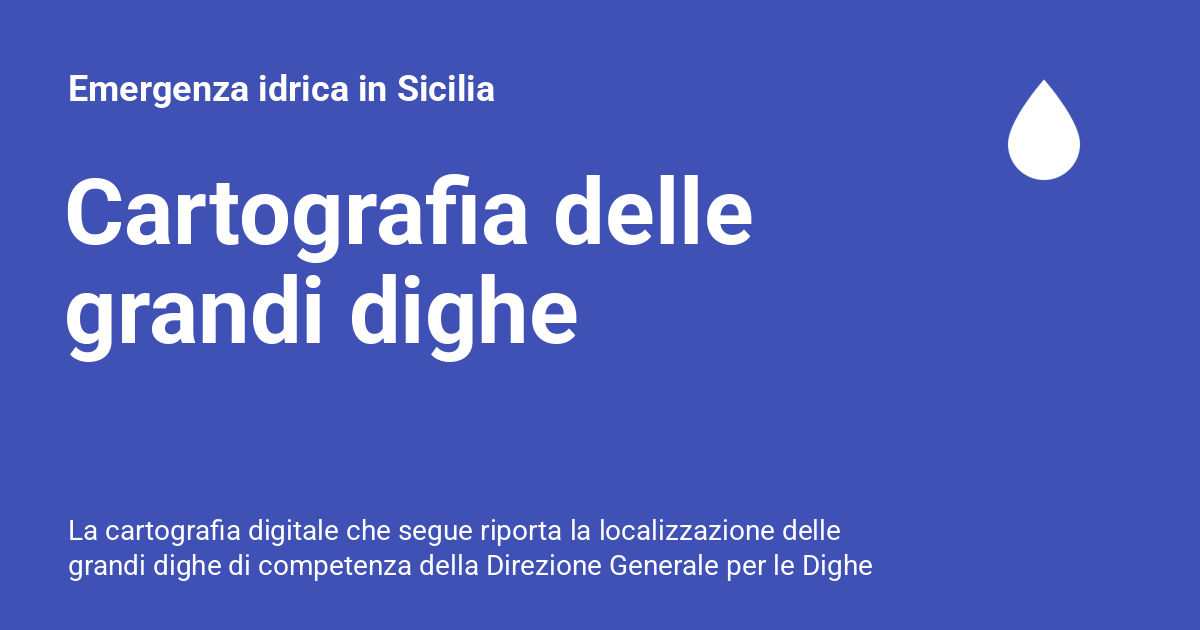 Emergenza idrica in Sicilia
Cartografia delle
grandi dighe
La cartografia digitale che segue riporta la localizzazione delle
grandi dighe di competenza della Direzione Generale per le Dighe